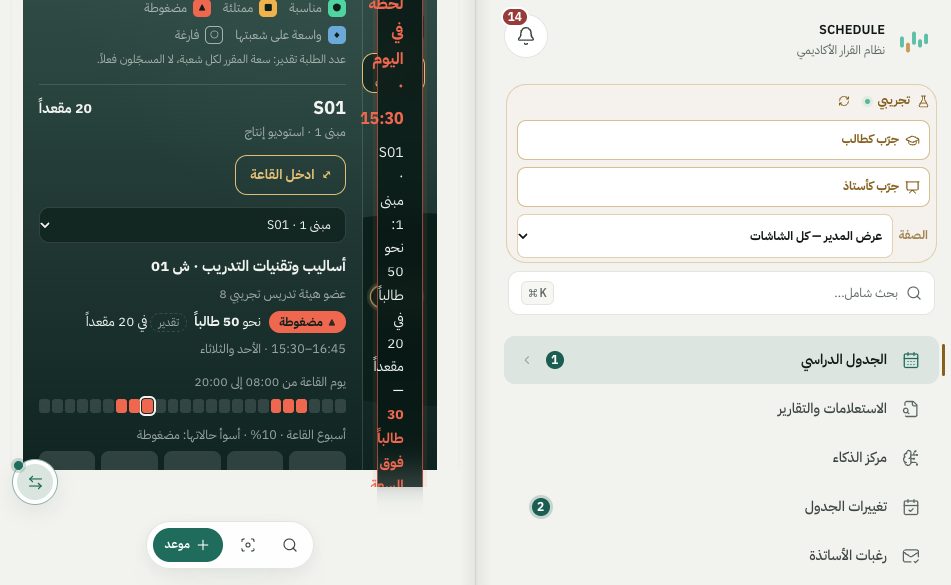 14
SCHEDULE
نظام القرار الأكاديمي
تجريبي
جرّب كطالب
جرّب كأستاذ
الصفة
عرض المدير — كل الشاشات
بحث شامل...
⌘K
الجدول الدراسي
1
الاستعلامات والتقارير
مركز الذكاء
تغييرات الجدول
2
رغبات الأساتذة
لحظة
في
اليوم
·
15:30
S01
·
مبنى
1:
نحو
50
طالباً
في
20
مقعداً
—
30
طالباً
فوق
السعة
مناسبة
ممتلئة
مضغوطة
واسعة على شعبتها
فارغة
عدد الطلبة تقدير: سعة المقرر لكل شعبة، لا المسجّلون فعلاً.
S01
20 مقعداً
مبنى 1 · استوديو إنتاج
ادخل القاعة
مبنى 1 · S01
أساليب وتقنيات التدريب · ش 01
عضو هيئة تدريس تجريبي 8
مضغوطة نحو 50 طالباً تقدير في 20 مقعداً
15:30–16:45 · الأحد والثلاثاء
يوم القاعة من 08:00 إلى 20:00
أسبوع القاعة · 10% · أسوأ حالاتها: مضغوطة
موعد